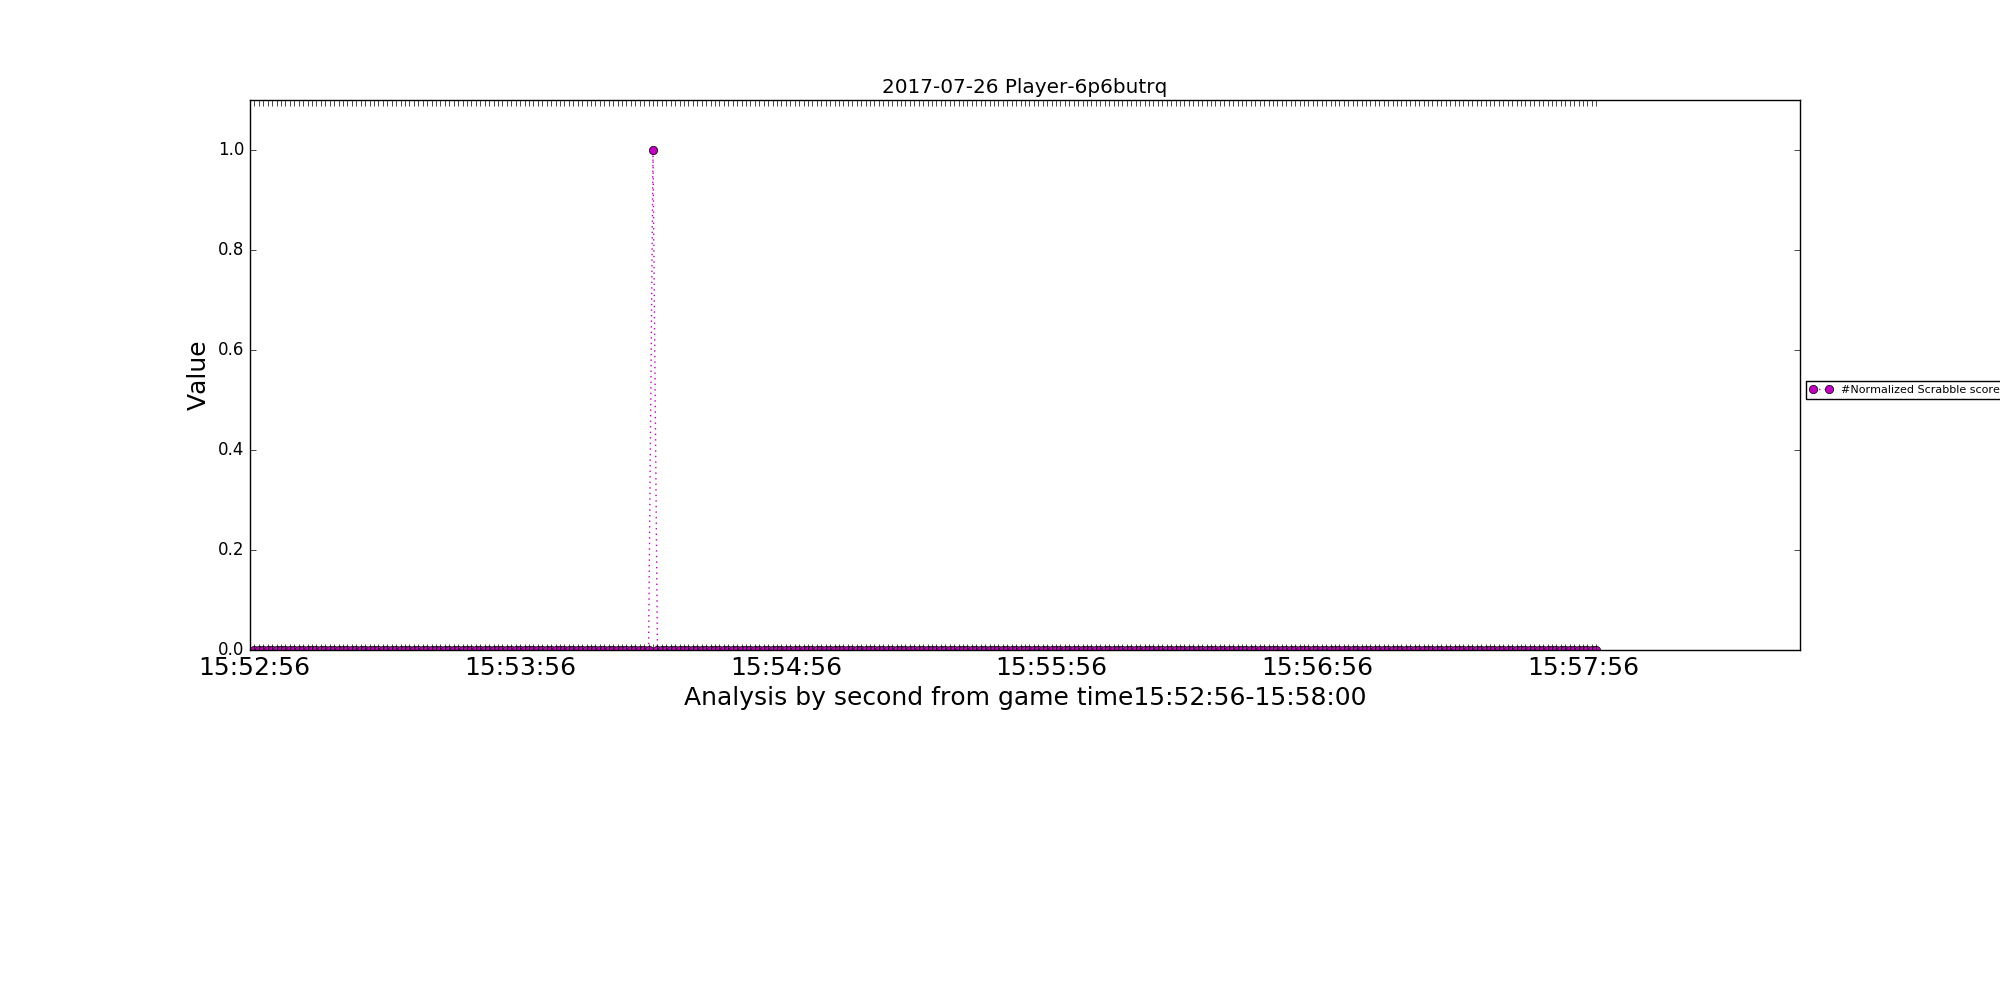 2017-07-26 Player-6p6butrq
1.0
0.8
0.6
0.4
0.2
0.0
Value
#Normalized Scrabble score
15:52:56 15:53:56 15:54:56 15:55:56 15:56:56 15:57:56
Analysis by second from game time15:52:56-15:58:00